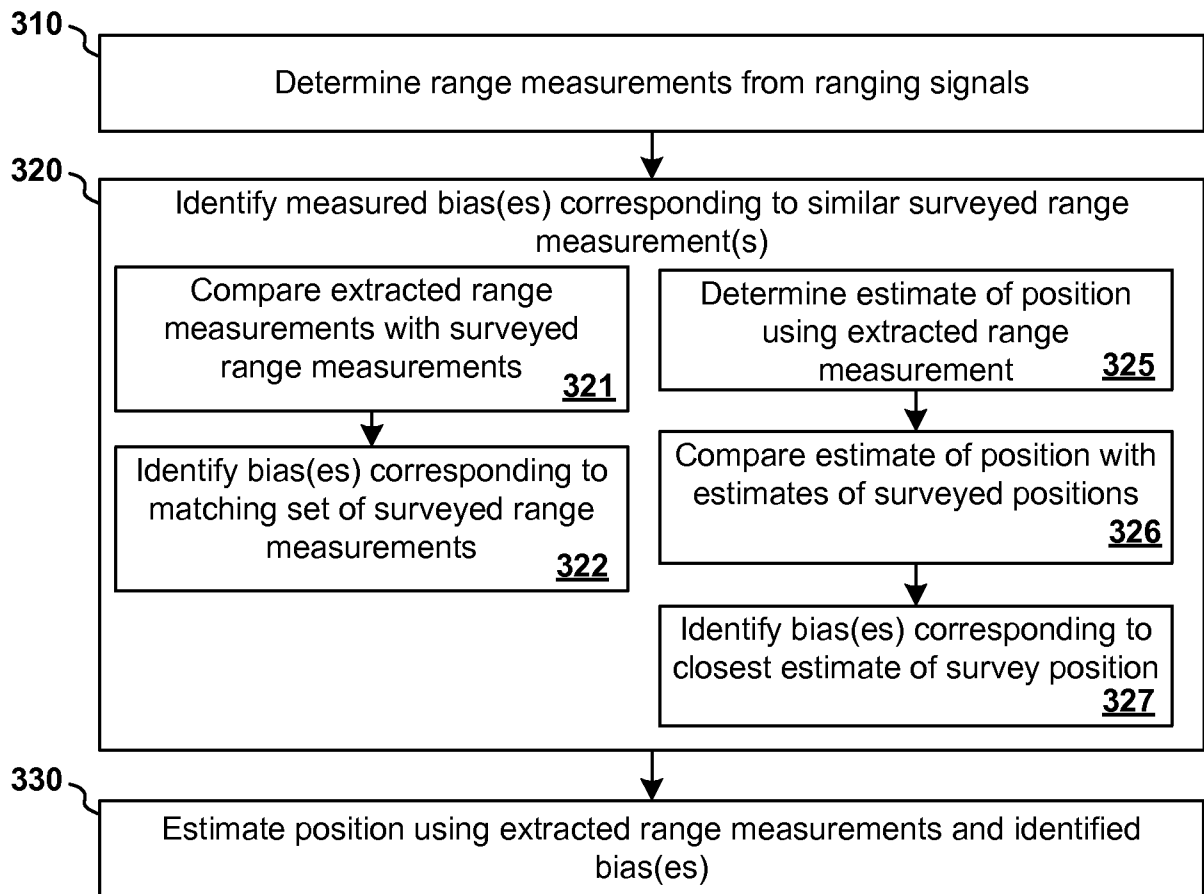 310
Determine range measurements from ranging signals
320
Identify measured bias(es) corresponding to similar surveyed range
measurement(s)
Compare extracted range
measurements with surveyed
range measurements
321
Identify bias(es) corresponding to
matching set of surveyed range
measurements
322
Determine estimate of position
using extracted range
measurement
325
Compare estimate of position with
estimates of surveyed positions
326
Identify bias(es) corresponding to
closest estimate of survey position
327
330
Estimate position using extracted range measurements and identified
bias(es)